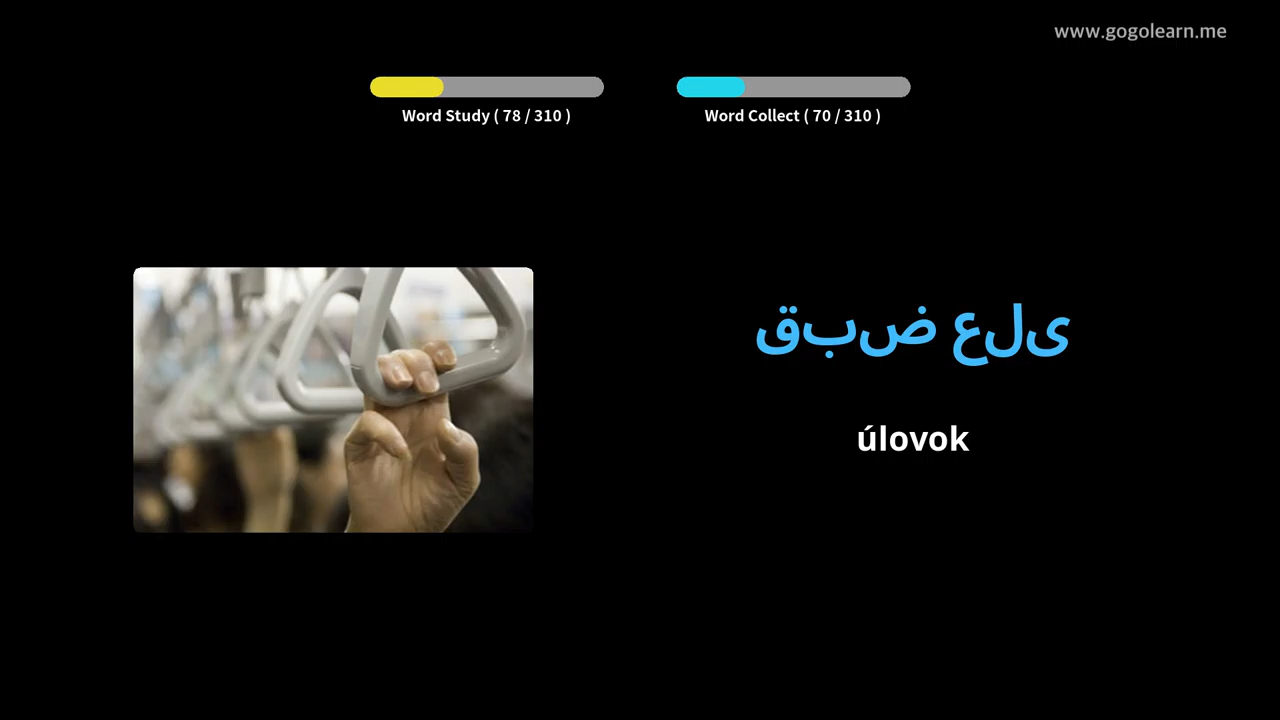 www.gogolearn.me
Word Study ( 78 / 310 )
Word Collect ( 70 / 310 )
قبض على
úlovok